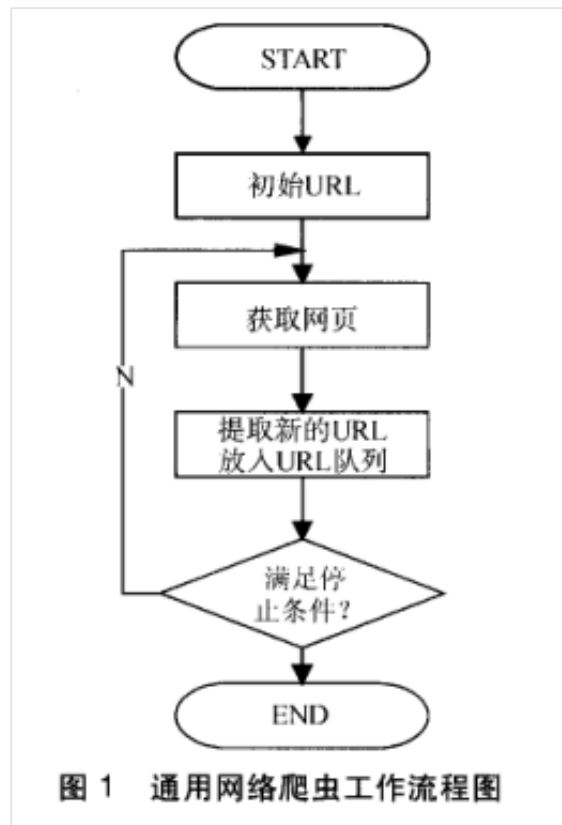 START
初始URL
获取网页
N
提取新的URL
放入URL队列
满足停
止条件？
END
图 1 通用网络爬虫工作流程图